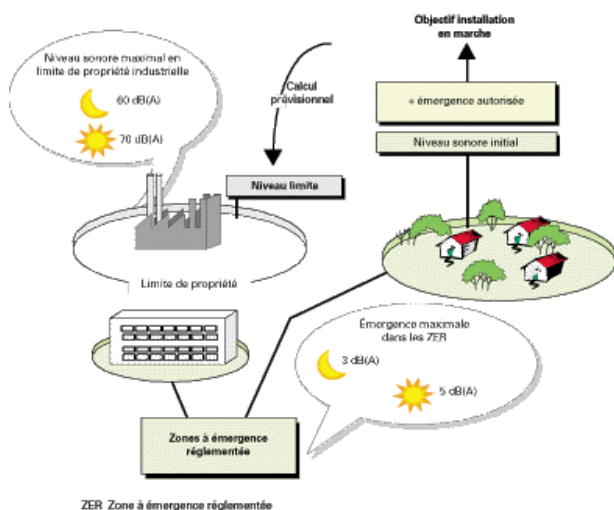 Objectif installation
en marche
Niveau sonore maximal en
limite de propriété industrielle
60 dB(A)
70 dB(A)
Calcul
prévisionnel
+ émergence autorisée
Niveau sonore initial
Niveau limite
Limite de propriété
Émergence maximale
dans les ZER
3 dB(A)
5 dB(A)
Zones à émergence
réglementée
ZER Zone à émergence réglementée